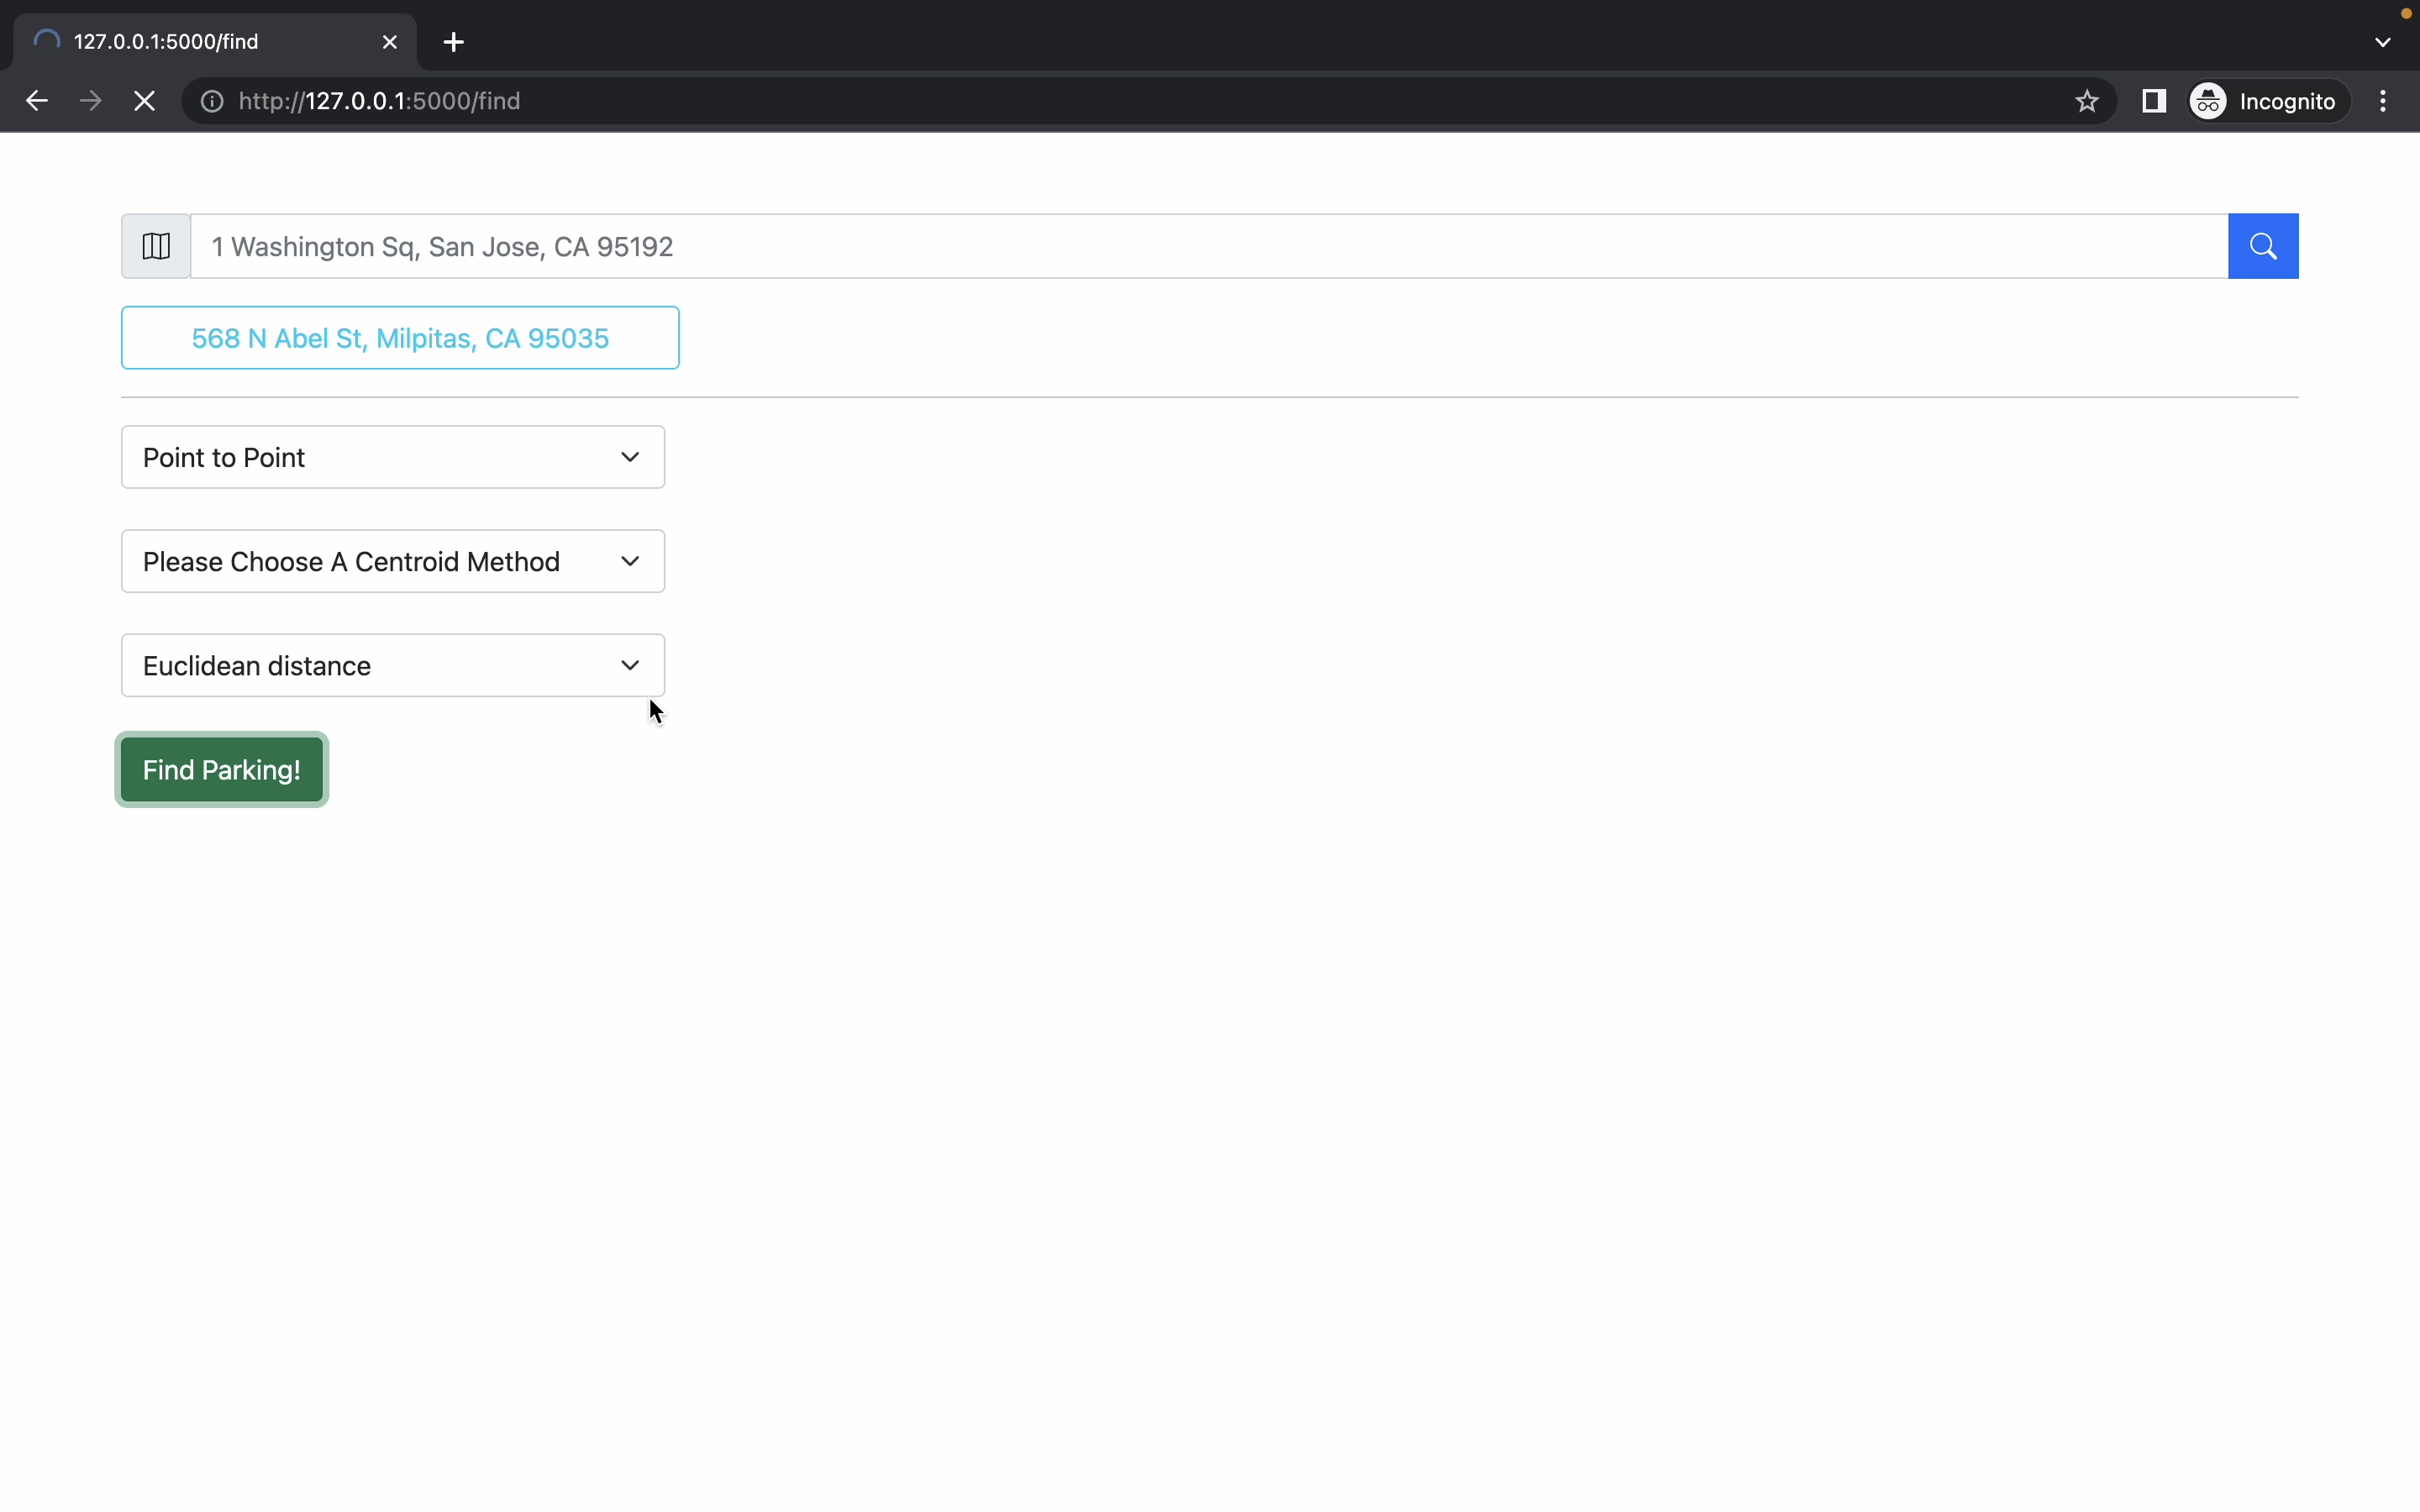 127.0.0.1:5000/find
http://127.0.0.1:5000/find
Incognito
1 Washington Sq, San Jose, CA 95192
568 N Abel St, Milpitas, CA 95035
Point to Point
Please Choose A Centroid Method
Euclidean distance
Find Parking!